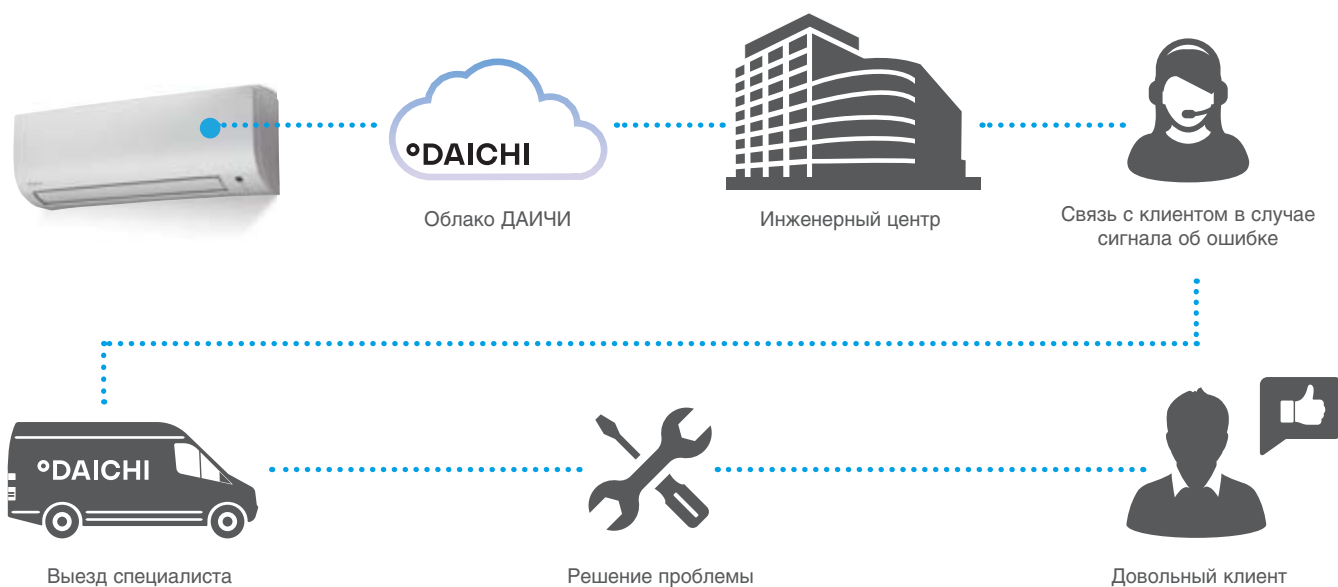 °DAICHI
Облако ДАИЧИ
Инженерный центр
Связь с клиентом в случае
сигнала об ошибке
°DAICHI
Выезд специалиста
Решение проблемы
Довольный клиент